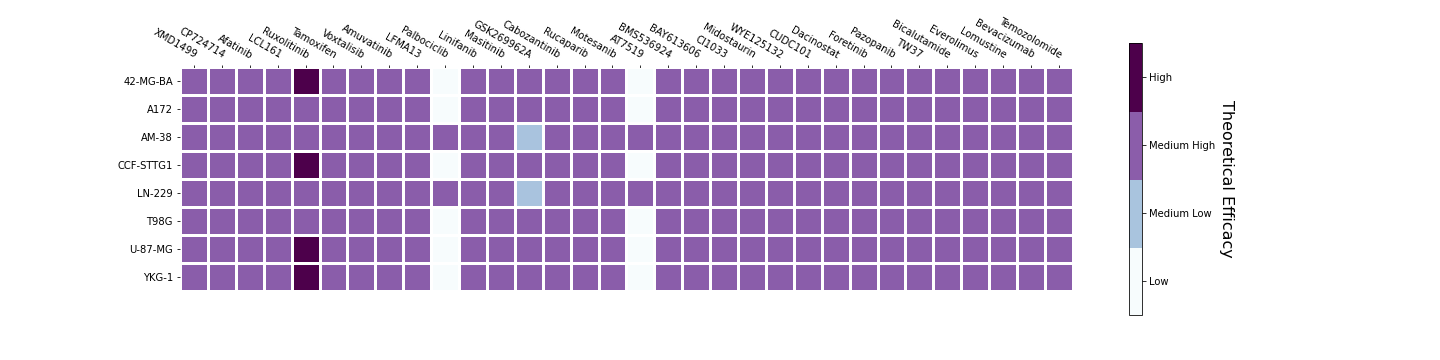 XMD1499
CP724714
Afatinib
LCL161
Ruxolitinib
Tamoxifen
Voxtalisib
Amuvatinib
LFMA13
Palbociclib
Linifanib
Masitinib
GSK269962A
Cabozantinib
Rucaparib
Motesanib
AT7519
BMS536924
BAY613606
CI1033
Midostaurin
WYE125132
CUDC101
Dacinostat
Foretinib
Pazopanib
TW37
Bicalutamide
Everolimus
Lomustine
Bevacizumab
Temozolomide
42-MG-BA
A172
AM-38
CCF-STTG1
LN-229
T98G
U-87-MG
YKG-1
High
Medium High
Medium Low
Low
Theoretical Efficacy